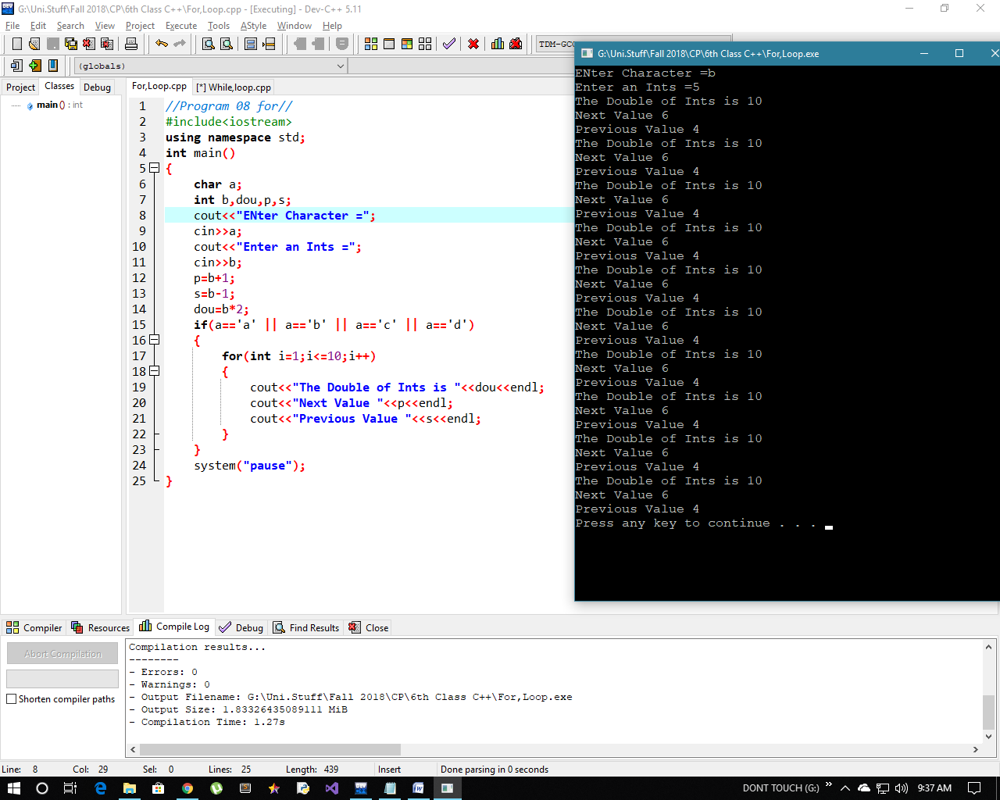 G:\Uni.Stuff\Fall 2018\CP\6th Class C++\For,Loop.cpp - [Executing] - Dev-C++ 5.11
File Edit Search View Project Execute Tools AStyle Window Help
TDM-GC
(globals)
Project Classes Debug
main () : int
For,Loop.cpp [*] While,loop.cpp
1 //Program 08 for//
2 #include<iostream>
3 using namespace std;
4 int main()
5 {
6 char a;
7 int b,dou,p,s;
8 cout<<"ENter Character =";
9 cin>>a;
10 cout<<"Enter an Ints =";
11 cin>>b;
12 p=b+1;
13 s=b-1;
14 dou=b*2;
15 if(a=='a' || a=='b' || a=='c' || a=='d')
16 {
17 for(int i=1;i<=10;i++)
18 {
19 cout<<"The Double of Ints is "<<dou<<endl;
20 cout<<"Next Value "<<p<<endl;
21 cout<<"Previous Value "<<s<<endl;
22 }
23 }
24 system("pause");
25 }
G:\Uni.Stuff\Fall 2018\CP\6th Class C++\For,Loop.exe
ENter Character =b
Enter an Ints =5
The Double of Ints is 10
Next Value 6
Previous Value 4
The Double of Ints is 10
Next Value 6
Previous Value 4
The Double of Ints is 10
Next Value 6
Previous Value 4
The Double of Ints is 10
Next Value 6
Previous Value 4
The Double of Ints is 10
Next Value 6
Previous Value 4
The Double of Ints is 10
Next Value 6
Previous Value 4
The Double of Ints is 10
Next Value 6
Previous Value 4
The Double of Ints is 10
Next Value 6
Previous Value 4
The Double of Ints is 10
Next Value 6
Previous Value 4
The Double of Ints is 10
Next Value 6
Previous Value 4
Press any key to continue . . .
Compiler Resources Compile Log Debug Find Results Close
Abort Compilation
Shorten compiler paths
Compilation results...
--------
- Errors: 0
- Warnings: 0
- Output Filename: G:\Uni.Stuff\Fall 2018\CP\6th Class C++\For,Loop.exe
- Output Size: 1.83326435089111 MiB
- Compilation Time: 1.27s
Line: 8 Col: 29 Sel: 0 Lines: 25 Length: 439 Insert Done parsing in 0 seconds
DONT TOUCH (G:) 9:37 AM